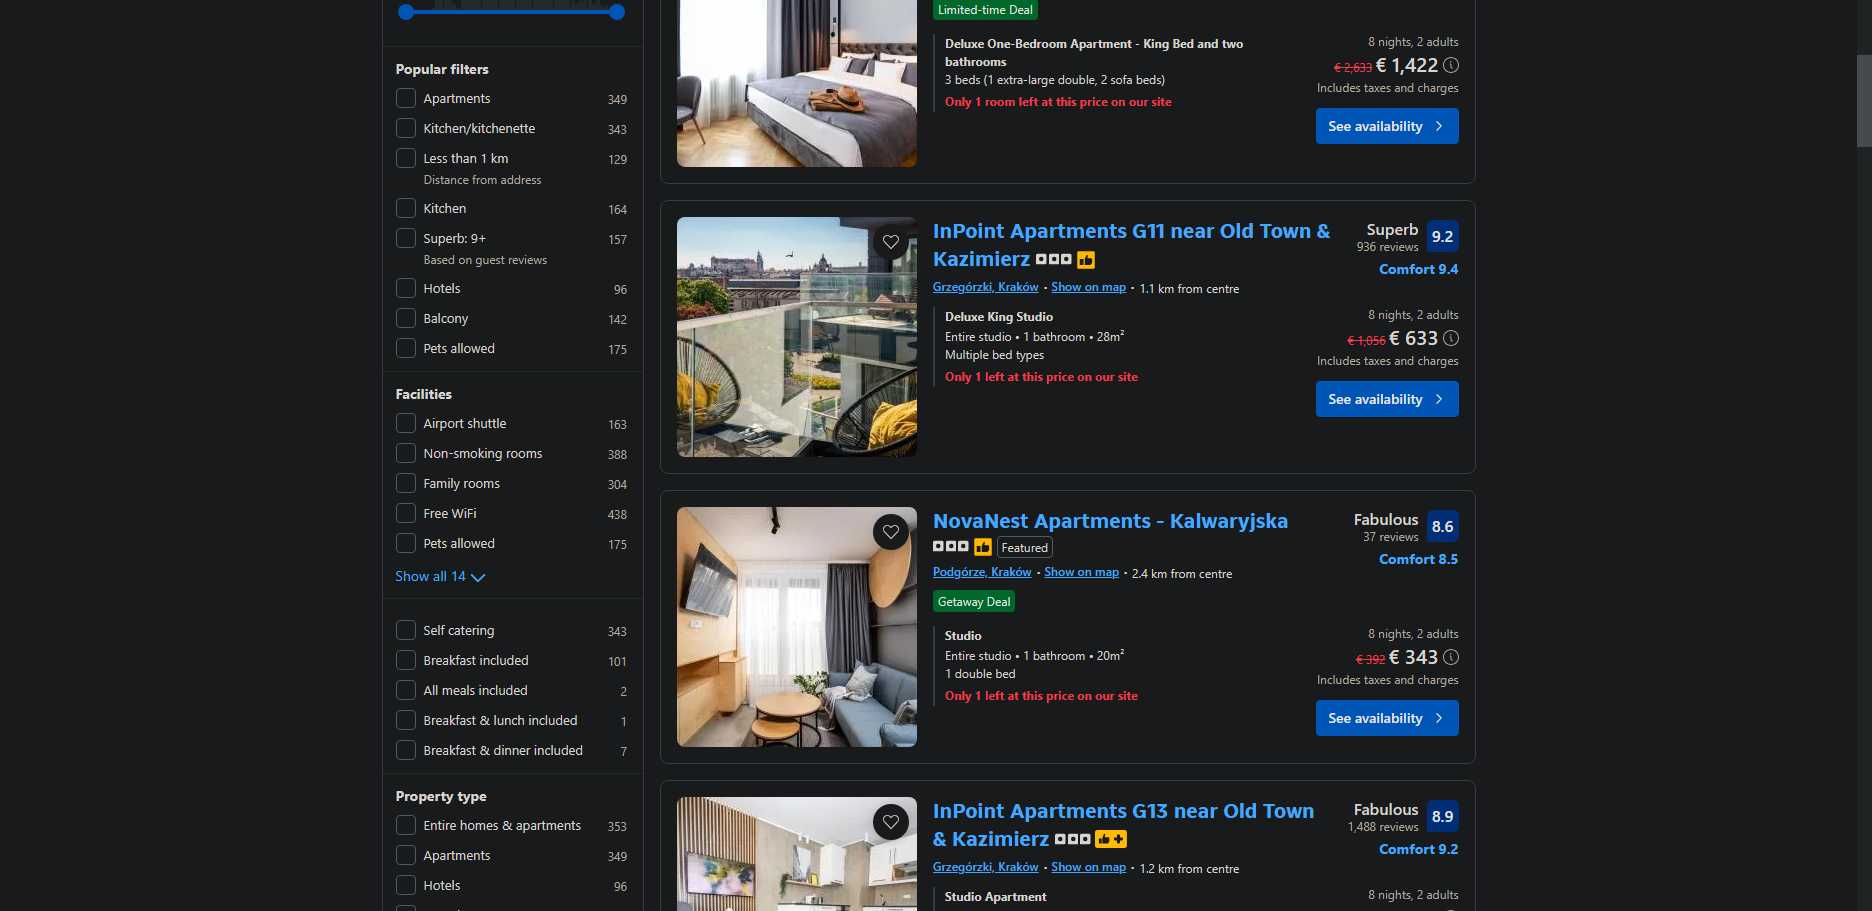 Popular filters
Apartments 349
Kitchen/kitchenette 343
Less than 1 km 129
Distance from address
Kitchen 164
Superb: 9+ 157
Based on guest reviews
Hotels 96
Balcony 142
Pets allowed 175
Facilities
Airport shuttle 163
Non-smoking rooms 388
Family rooms 304
Free WiFi 438
Pets allowed 175
Show all 14
Self catering 343
Breakfast included 101
All meals included 2
Breakfast & lunch included 1
Breakfast & dinner included 7
Property type
Entire homes & apartments 353
Apartments 349
Hotels 96
Limited-time Deal
Deluxe One-Bedroom Apartment - King Bed and two
bathrooms
3 beds (1 extra-large double, 2 sofa beds)
Only 1 room left at this price on our site
8 nights, 2 adults
€ 2,633 € 1,422
Includes taxes and charges
See availability
InPoint Apartments G11 near Old Town &
Kazimierz
Superb 9.2
936 reviews
Comfort 9.4
Grzegórzki, Kraków • Show on map • 1.1 km from centre
Deluxe King Studio
Entire studio • 1 bathroom • 28m²
Multiple bed types
Only 1 left at this price on our site
8 nights, 2 adults
€ 1,056 € 633
Includes taxes and charges
See availability
NovaNest Apartments - Kalwaryjska
Featured
Fabulous 8.6
37 reviews
Comfort 8.5
Podgórze, Kraków • Show on map • 2.4 km from centre
Getaway Deal
Studio
Entire studio • 1 bathroom • 20m²
1 double bed
Only 1 left at this price on our site
8 nights, 2 adults
€ 392 € 343
Includes taxes and charges
See availability
InPoint Apartments G13 near Old Town
& Kazimierz
Fabulous 8.9
1,488 reviews
Comfort 9.2
Grzegórzki, Kraków • Show on map • 1.2 km from centre
Studio Apartment
8 nights, 2 adults